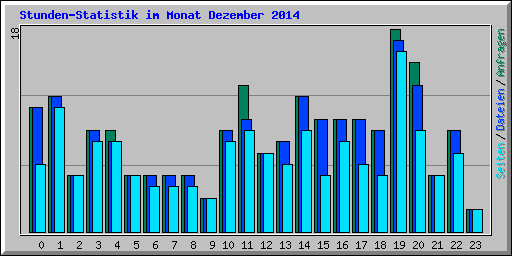 Stunden-Statistik im Monat Dezember 2014
18
Seiten / Dateien / Anfragen
0 1 2 3 4 5 6 7 8 9 10 11 12 13 14 15 16 17 18 19 20 21 22 23